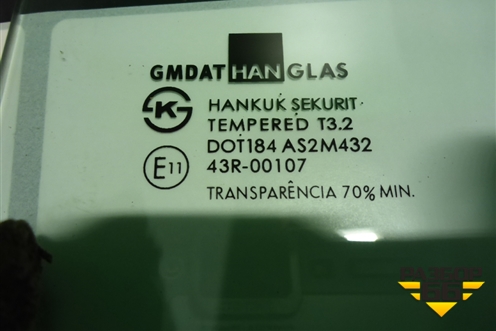 GMDAT HAN GLAS
K HANKUK SEKURIT
TEMPERED T3.2
DOT184 AS2M432
E11 43R-00107
TRANSPARÊNCIA 70% MIN.